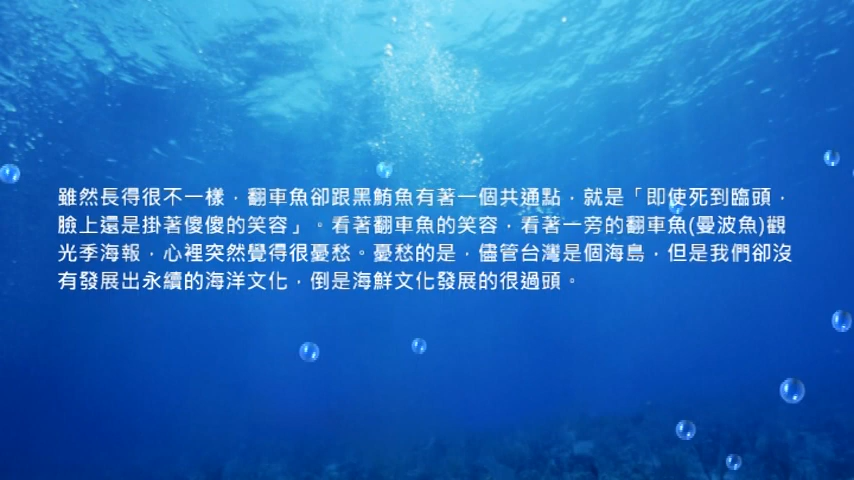 雖然長得很不一樣，翻車魚卻跟黑鮪魚有著一個共通點，就是「即使死到臨頭，
臉上還是掛著傻傻的笑容」。看著翻車魚的笑容，看著一旁的翻車魚(曼波魚)觀
光季海報，心裡突然覺得很憂愁。憂愁的是，儘管台灣是個海島，但是我們卻沒
有發展出永續的海洋文化，倒是海鮮文化發展的很過頭。